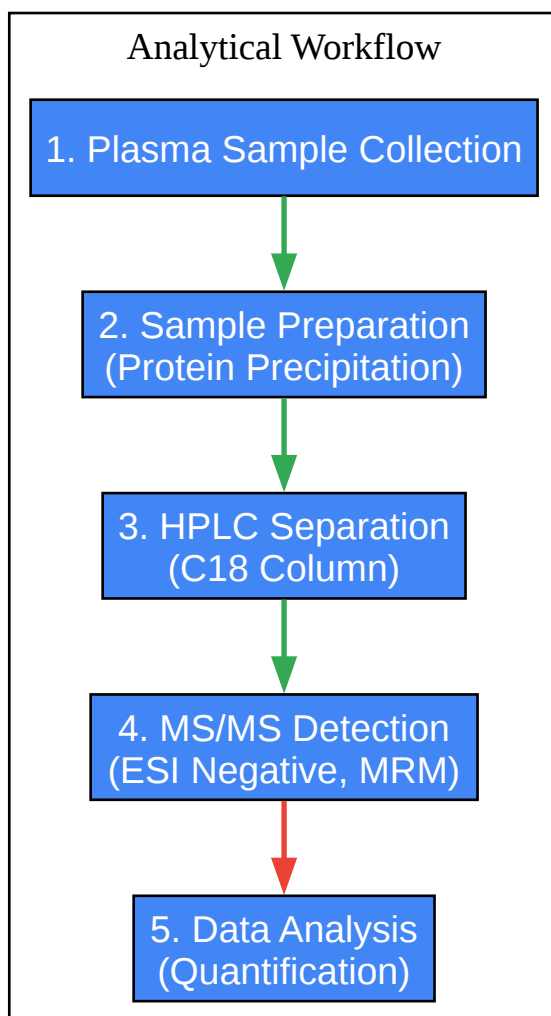 Analytical Workflow
1. Plasma Sample Collection
2. Sample Preparation
(Protein Precipitation)
3. HPLC Separation
(C18 Column)
4. MS/MS Detection
(ESI Negative, MRM)
5. Data Analysis
(Quantification)